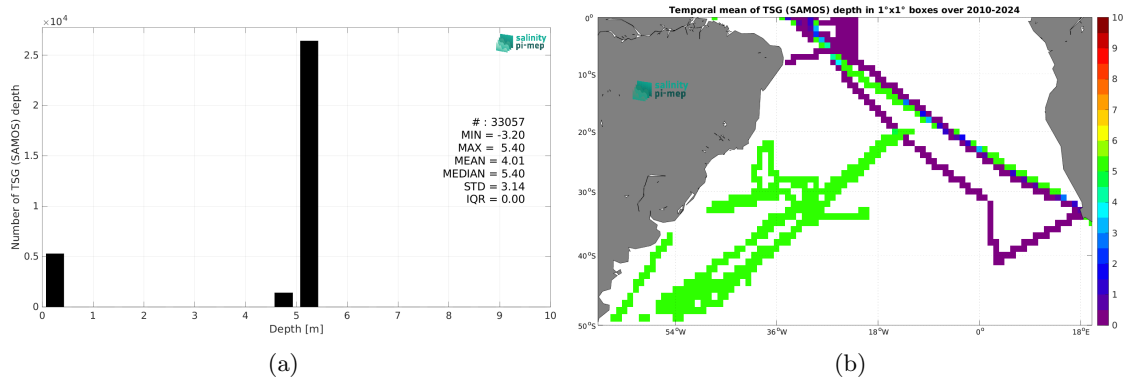 ×10⁴
salinity
pi-mep
2.5
2
1.5
1
0.5
0
Number of TSG (SAMOS) depth
# : 33057
MIN = -3.20
MAX = 5.40
MEAN = 4.01
MEDIAN = 5.40
STD = 3.14
IQR = 0.00
0 1 2 3 4 5 6 7 8 9 10
Depth [m]
(a)
Temporal mean of TSG (SAMOS) depth in 1°x1° boxes over 2010-2024
0°
10°S
20°S
30°S
40°S
50°S
salinity
pi-mep
54°W 36°W 18°W 0° 18°E
10
9
8
7
6
5
4
3
2
1
0
(b)